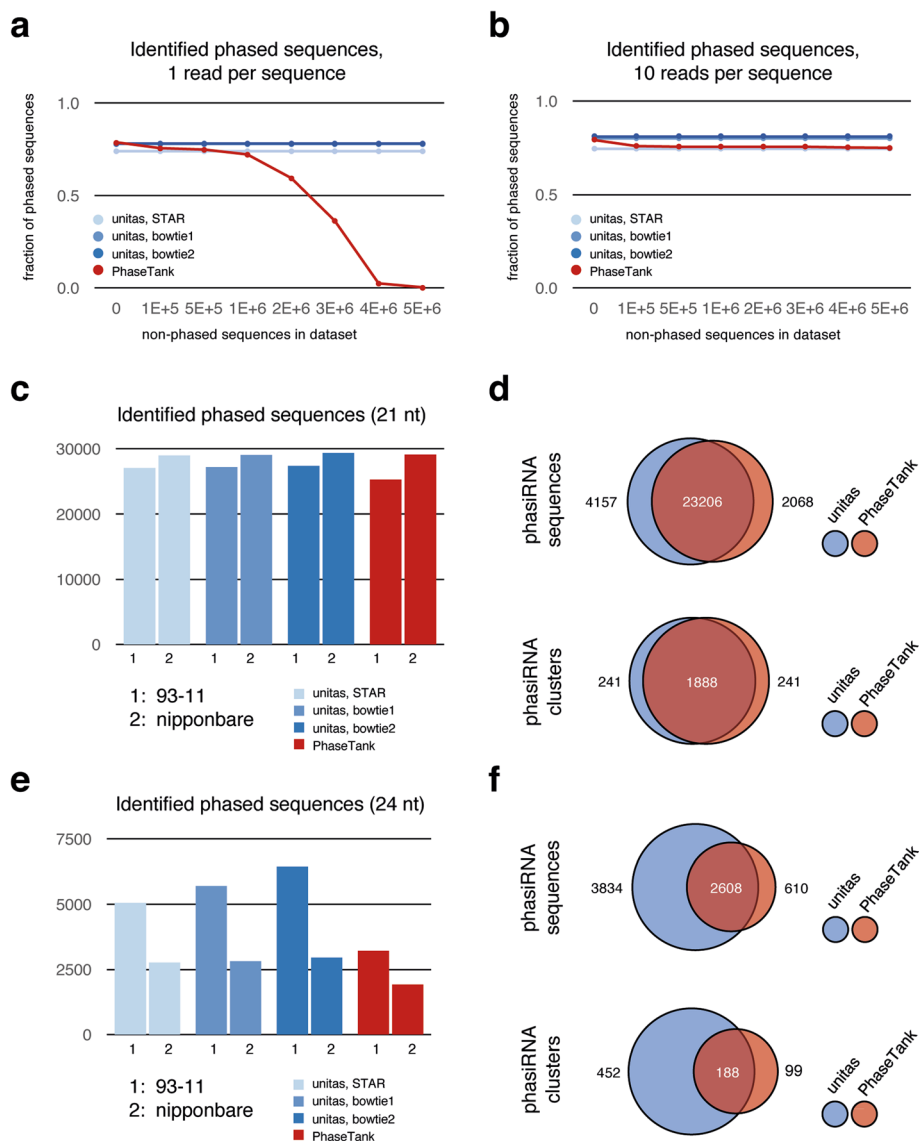 a
Identified phased sequences,
1 read per sequence
fraction of phased sequences
1.0
0.5
0.0
unitas, STAR
unitas, bowtie1
unitas, bowtie2
PhaseTank
0 1E+5 5E+5 1E+6 2E+6 3E+6 4E+6 5E+6
non-phased sequences in dataset
b
Identified phased sequences,
10 reads per sequence
fraction of phased sequences
1.0
0.5
0.0
unitas, STAR
unitas, bowtie1
unitas, bowtie2
PhaseTank
0 1E+5 5E+5 1E+6 2E+6 3E+6 4E+6 5E+6
non-phased sequences in dataset
c
Identified phased sequences (21 nt)
30000
20000
10000
0
1 2 1 2 1 2 1 2
1: 93-11
2: nipponbare
unitas, STAR
unitas, bowtie1
unitas, bowtie2
PhaseTank
d
phasiRNA
sequences
4157 23206 2068
unitas
PhaseTank
phasiRNA
clusters
241 1888 241
unitas
PhaseTank
e
Identified phased sequences (24 nt)
7500
5000
2500
0
1 2 1 2 1 2 1 2
1: 93-11
2: nipponbare
unitas, STAR
unitas, bowtie1
unitas, bowtie2
PhaseTank
f
phasiRNA
sequences
3834 2608 610
unitas
PhaseTank
phasiRNA
clusters
452 188 99
unitas
PhaseTank